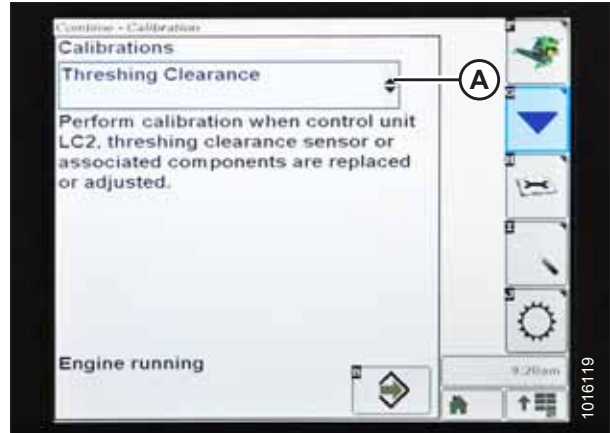 Combine - Calibration
Calibrations
Threshing Clearance
A
Perform calibration when control unit
LC2, threshing clearance sensor or
associated components are replaced
or adjusted.
Engine running
9:20am
1016119